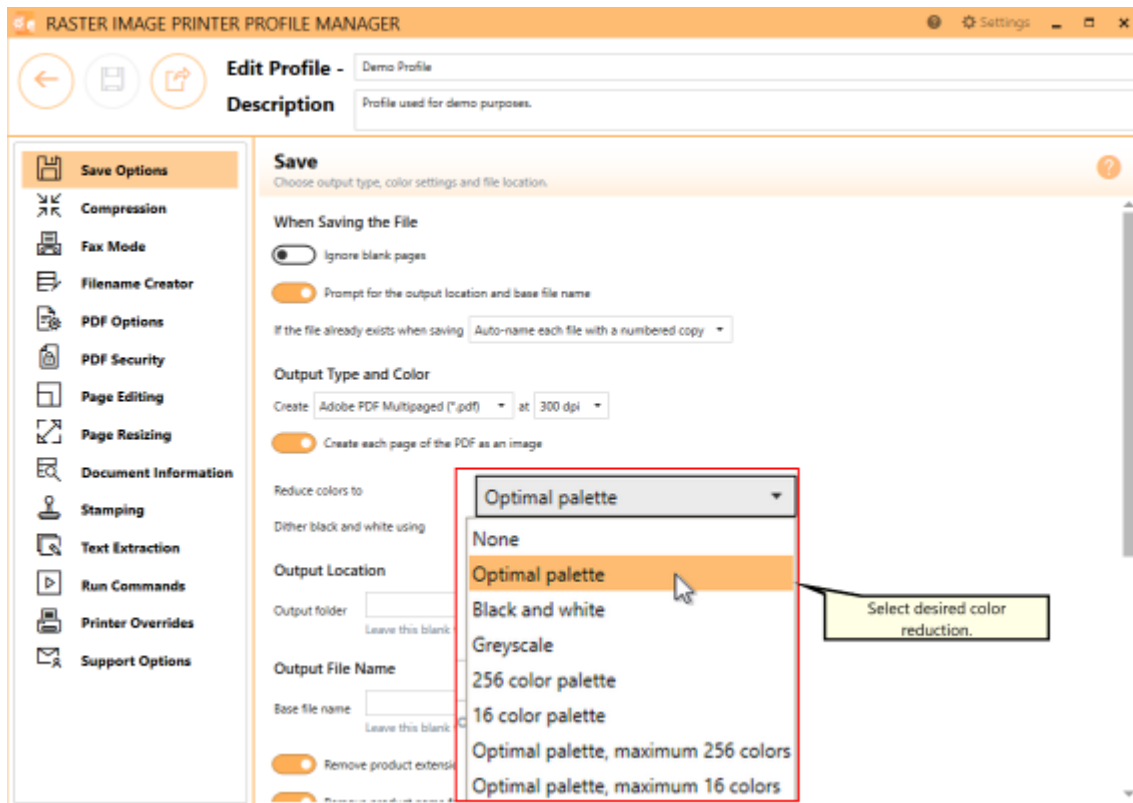 RASTER IMAGE PRINTER PROFILE MANAGER
Settings
Edit Profile - Demo Profile
Description Profile used for demo purposes.
Save Options
Compression
Fax Mode
Filename Creator
PDF Options
PDF Security
Page Editing
Page Resizing
Document Information
Stamping
Text Extraction
Run Commands
Printer Overrides
Support Options
Save
Choose output type, color settings and file location.
When Saving the File
Ignore blank pages
Prompt for the output location and base file name
If the file already exists when saving Auto-name each file with a numbered copy
Output Type and Color
Create Adobe PDF Multipaged (*.pdf) at 300 dpi
Create each page of the PDF as an image
Reduce colors to Optimal palette
Dither black and white using
None
Optimal palette
Black and white
Greyscale
256 color palette
16 color palette
Optimal palette, maximum 256 colors
Optimal palette, maximum 16 colors
Select desired color
reduction.
Output Location
Output folder
Leave this blank
Output File Name
Base file name
Leave this blank
Remove product extensi